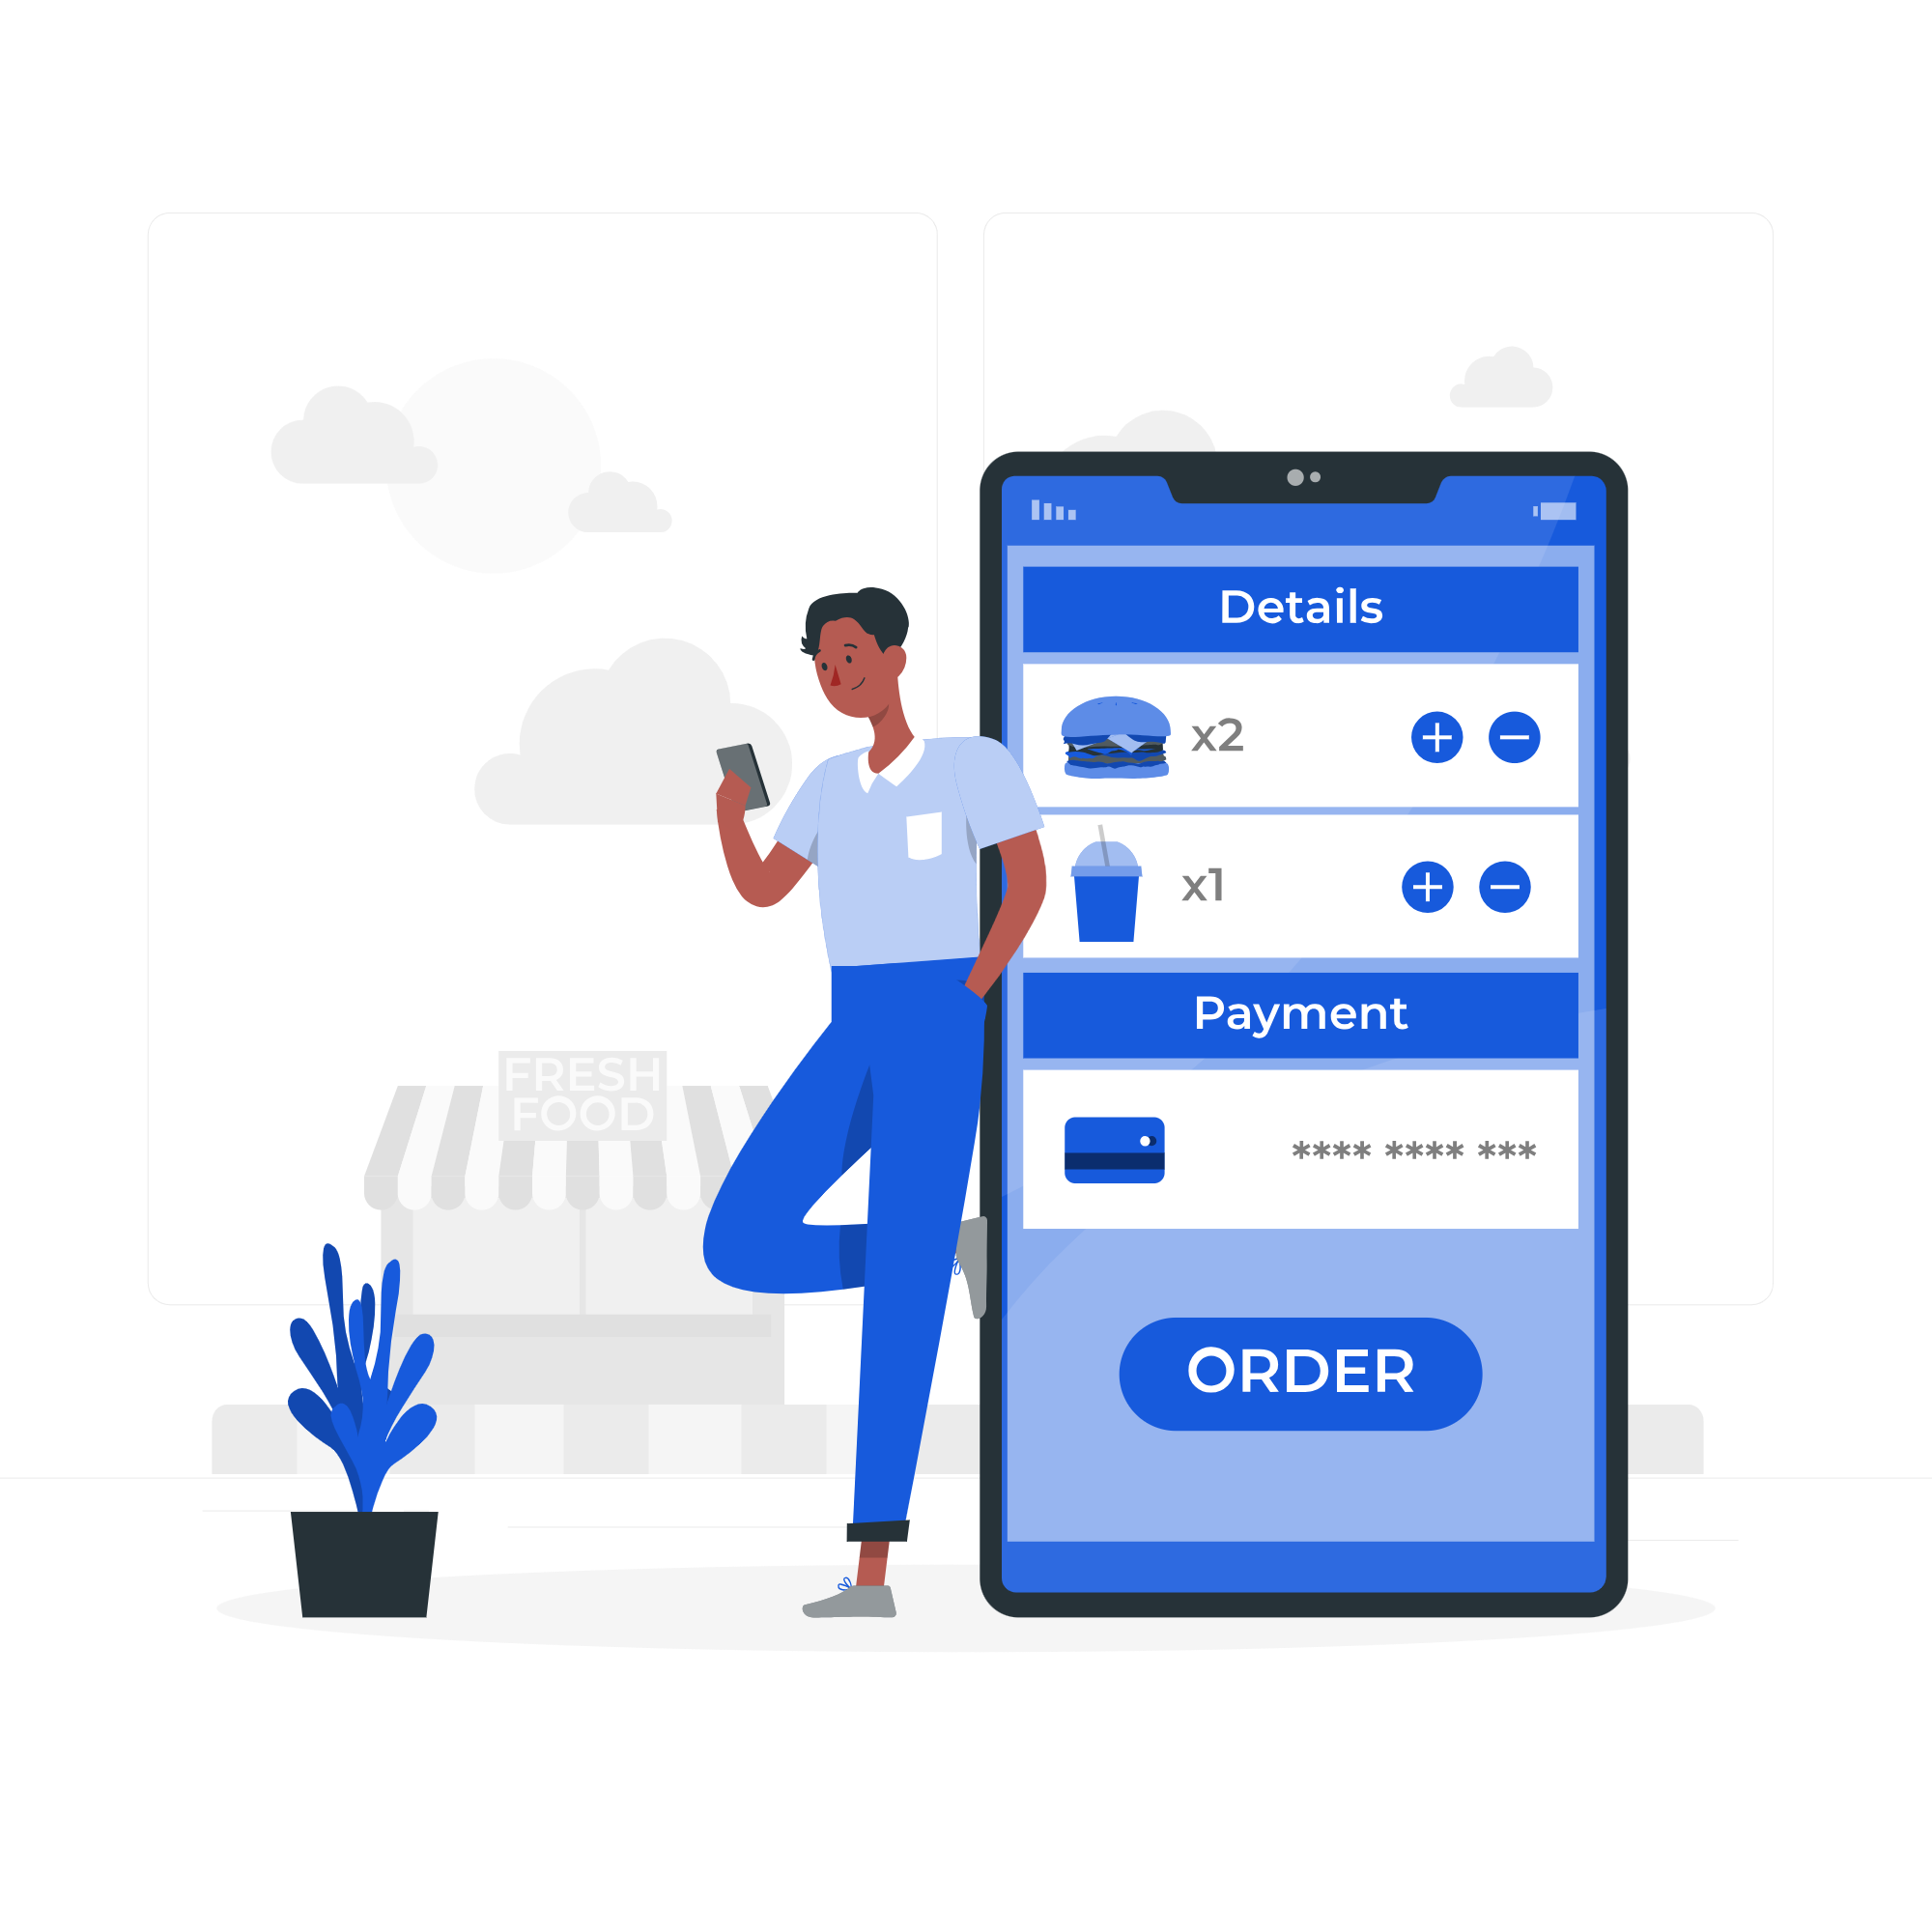 Details
x2
x1
Payment
**** **** ***
ORDER
FRESH
FOOD